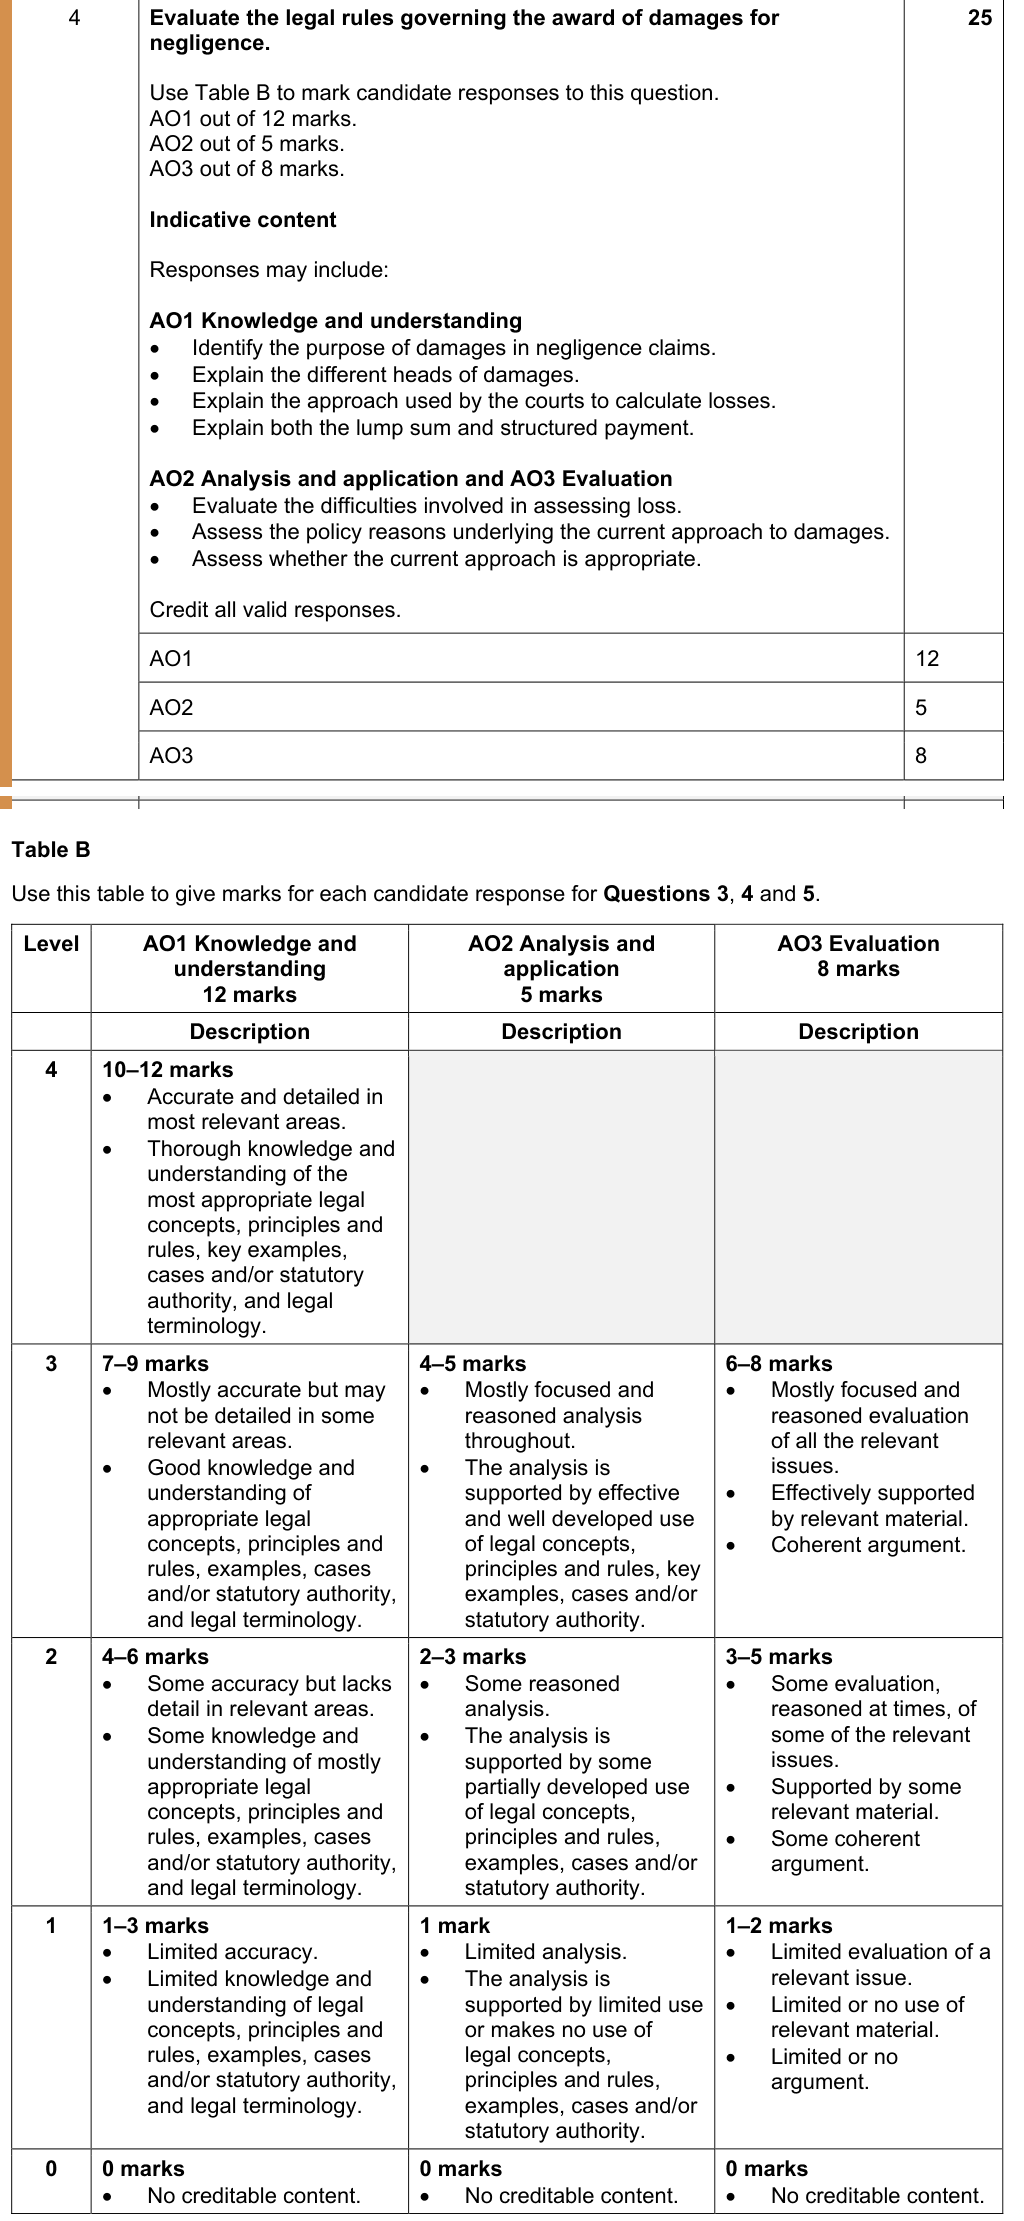 4
Evaluate the legal rules governing the award of damages for
negligence.
25
Use Table B to mark candidate responses to this question.
AO1 out of 12 marks.
AO2 out of 5 marks.
AO3 out of 8 marks.
Indicative content
Responses may include:
AO1 Knowledge and understanding
• Identify the purpose of damages in negligence claims.
• Explain the different heads of damages.
• Explain the approach used by the courts to calculate losses.
• Explain both the lump sum and structured payment.
AO2 Analysis and application and AO3 Evaluation
• Evaluate the difficulties involved in assessing loss.
• Assess the policy reasons underlying the current approach to damages.
• Assess whether the current approach is appropriate.
Credit all valid responses.
AO1 12
AO2 5
AO3 8
Table B
Use this table to give marks for each candidate response for Questions 3, 4 and 5.
Level
AO1 Knowledge and
understanding
12 marks
AO2 Analysis and
application
5 marks
AO3 Evaluation
8 marks
Description
Description
Description
4
10–12 marks
• Accurate and detailed in
most relevant areas.
• Thorough knowledge and
understanding of the
most appropriate legal
concepts, principles and
rules, key examples,
cases and/or statutory
authority, and legal
terminology.
3
7–9 marks
• Mostly accurate but may
not be detailed in some
relevant areas.
• Good knowledge and
understanding of
appropriate legal
concepts, principles and
rules, examples, cases
and/or statutory authority,
and legal terminology.
4–5 marks
• Mostly focused and
reasoned analysis
throughout.
• The analysis is
supported by effective
and well developed use
of legal concepts,
principles and rules, key
examples, cases and/or
statutory authority.
6–8 marks
• Mostly focused and
reasoned evaluation
of all the relevant
issues.
• Effectively supported
by relevant material.
• Coherent argument.
2
4–6 marks
• Some accuracy but lacks
detail in relevant areas.
• Some knowledge and
understanding of mostly
appropriate legal
concepts, principles and
rules, examples, cases
and/or statutory authority,
and legal terminology.
2–3 marks
• Some reasoned
analysis.
• The analysis is
supported by some
partially developed use
of legal concepts,
principles and rules,
examples, cases and/or
statutory authority.
3–5 marks
• Some evaluation,
reasoned at times, of
some of the relevant
issues.
• Supported by some
relevant material.
• Some coherent
argument.
1
1–3 marks
• Limited accuracy.
• Limited knowledge and
understanding of legal
concepts, principles and
rules, examples, cases
and/or statutory authority,
and legal terminology.
1 mark
• Limited analysis.
• The analysis is
supported by limited use
or makes no use of
legal concepts,
principles and rules,
examples, cases and/or
statutory authority.
1–2 marks
• Limited evaluation of a
relevant issue.
• Limited or no use of
relevant material.
• Limited or no
argument.
0
0 marks
• No creditable content.
0 marks
• No creditable content.
0 marks
• No creditable content.